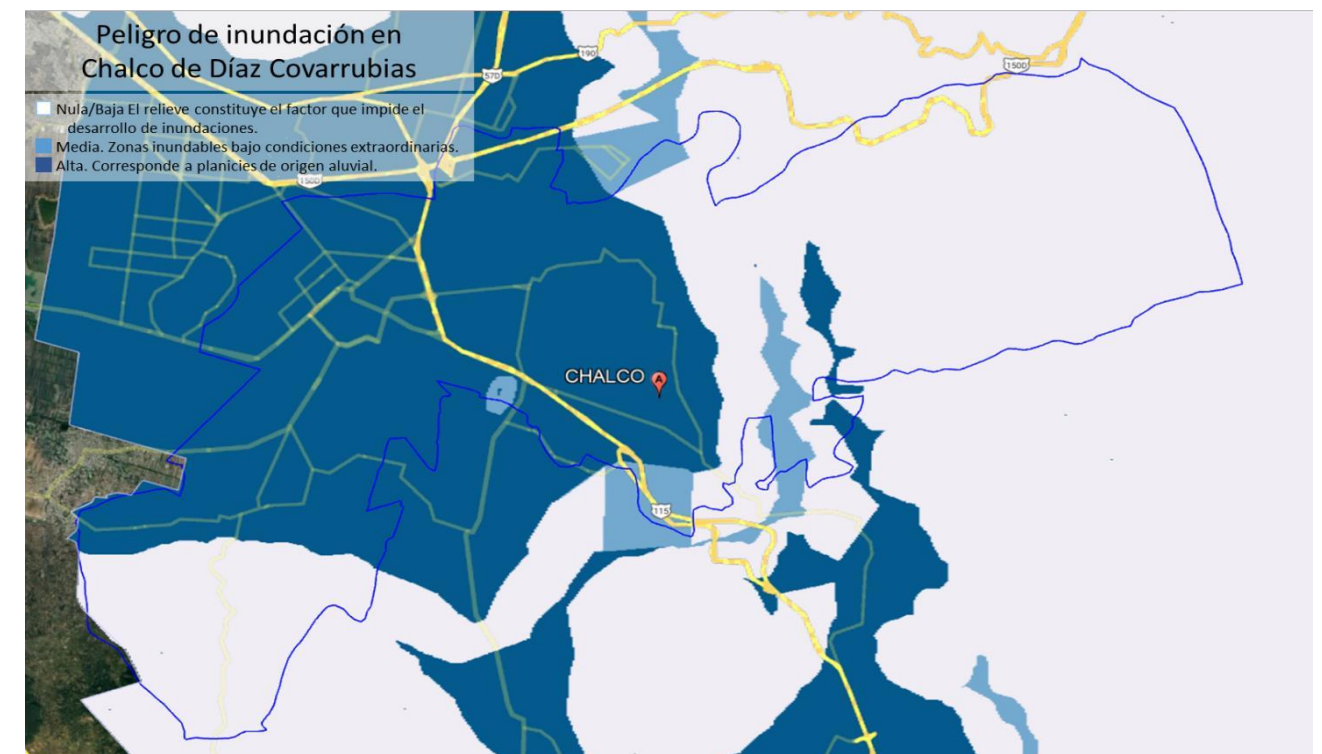 Peligro de inundación en
Chalco de Díaz Covarrubias
Nula/Baja El relieve constituye el factor que impide el
desarrollo de inundaciones.
Media. Zonas inundables bajo condiciones extraordinarias.
Alta. Corresponde a planicies de origen aluvial.
190
57D
150D
150D
CHALCO
A
115